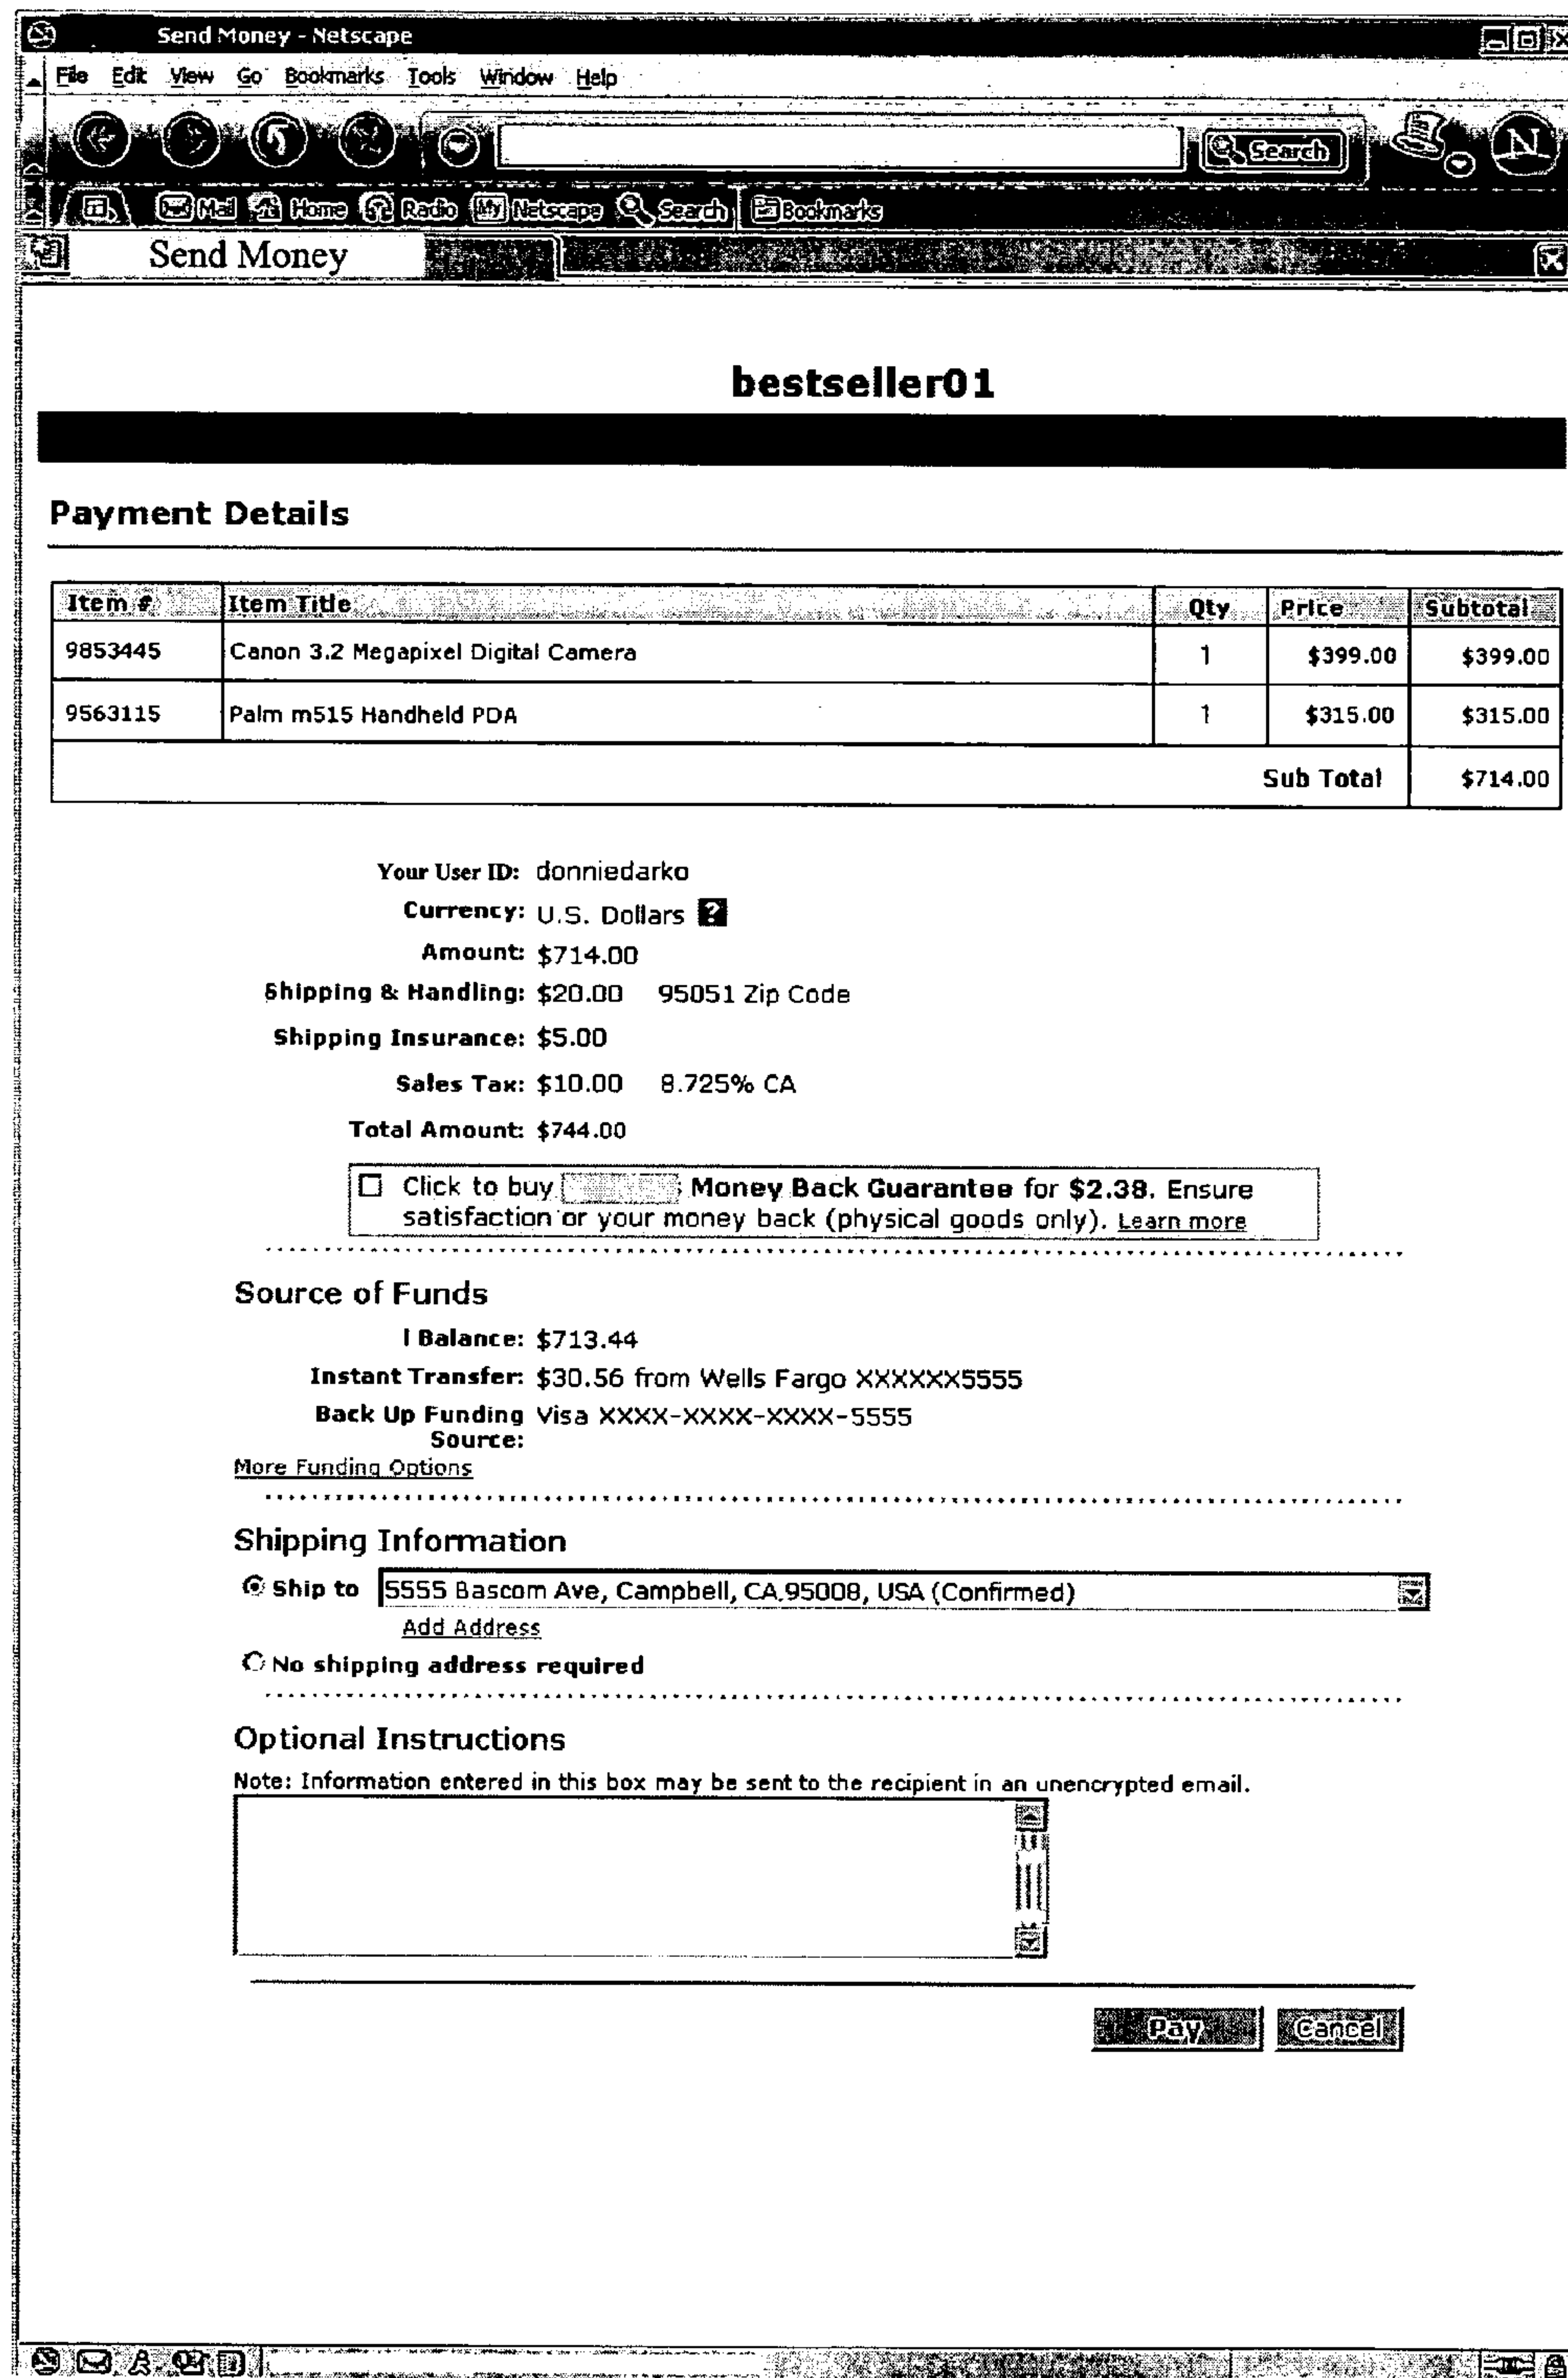 Send Money - Netscape
File Edit View Go Bookmarks Tools Window Help
Search N
Mail Home Radio My Netscape Search Bookmarks
Send Money
bestseller01
Payment Details
Item # Item Title Qty Price Subtotal
9853445 Canon 3.2 Megapixel Digital Camera 1 $399.00 $399.00
9563115 Palm m515 Handheld PDA 1 $315.00 $315.00
Sub Total $714.00
Your User ID: donniedarko
Currency: U.S. Dollars ?
Amount: $714.00
Shipping & Handling: $20.00 95051 Zip Code
Shipping Insurance: $5.00
Sales Tax: $10.00 8.725% CA
Total Amount: $744.00
Click to buy Money Back Guarantee for $2.38. Ensure
satisfaction or your money back (physical goods only). Learn more
Source of Funds
l Balance: $713.44
Instant Transfer: $30.56 from Wells Fargo XXXXXX5555
Back Up Funding Visa XXXX-XXXX-XXXX-5555
Source:
More Funding Options
Shipping Information
Ship to 5555 Bascom Ave, Campbell, CA.95008, USA (Confirmed)
Add Address
No shipping address required
Optional Instructions
Note: Information entered in this box may be sent to the recipient in an unencrypted email.
Pay Cancel